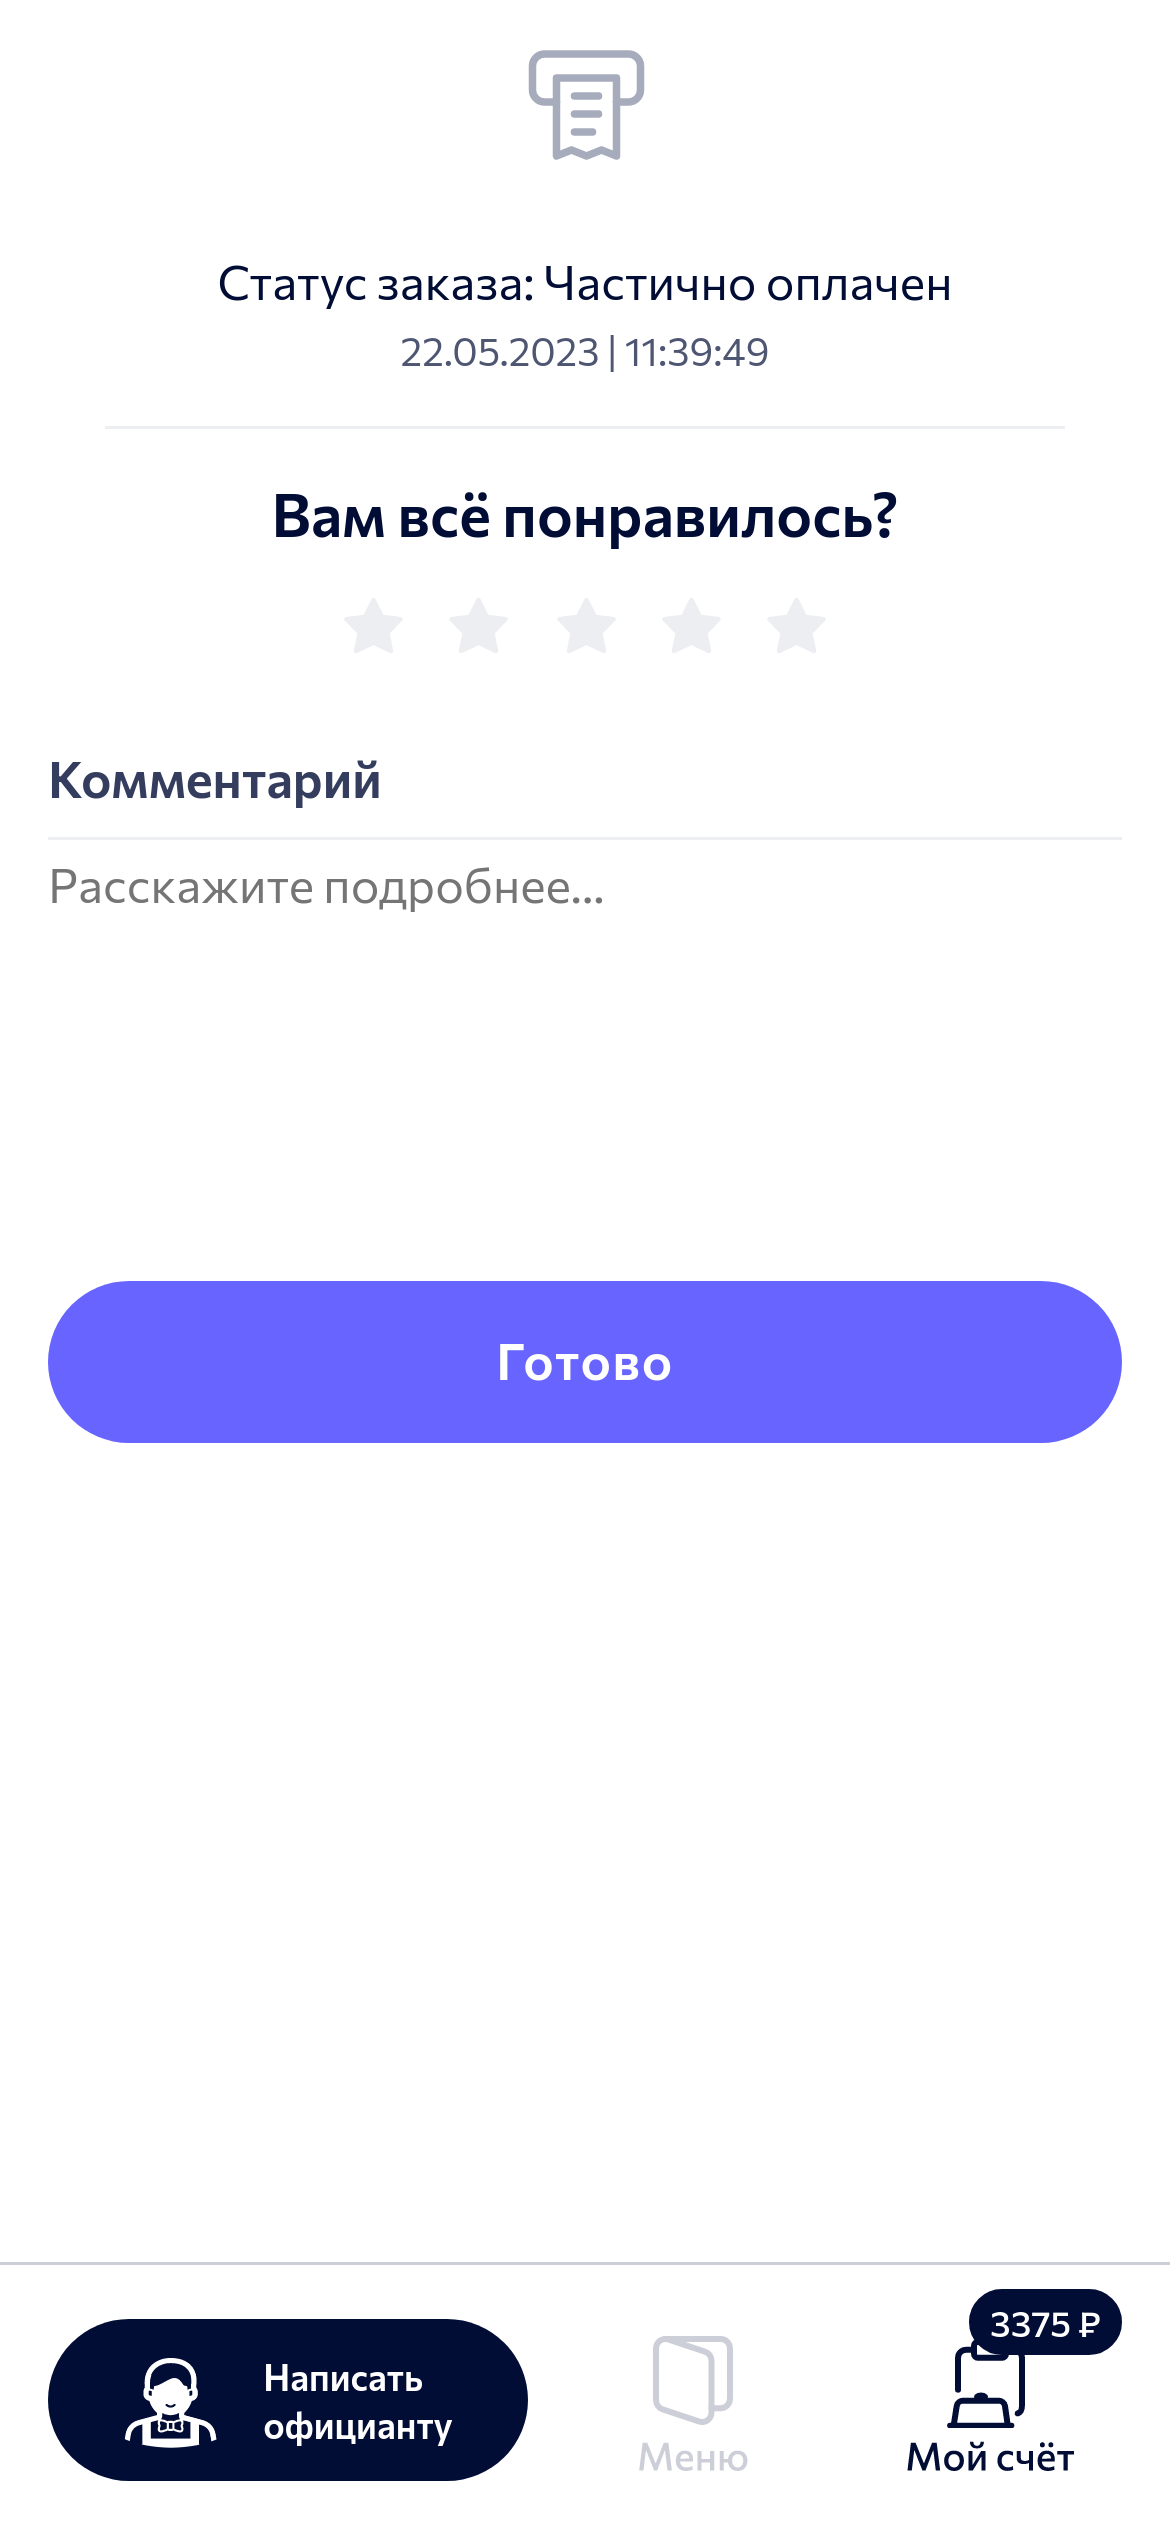 Статус заказа: Частично оплачен
22.05.2023 | 11:39:49
Вам всё понравилось?
Комментарий
Расскажите подробнее...
Готово
3375 ₽
Написать
официанту
Меню
Мой счёт